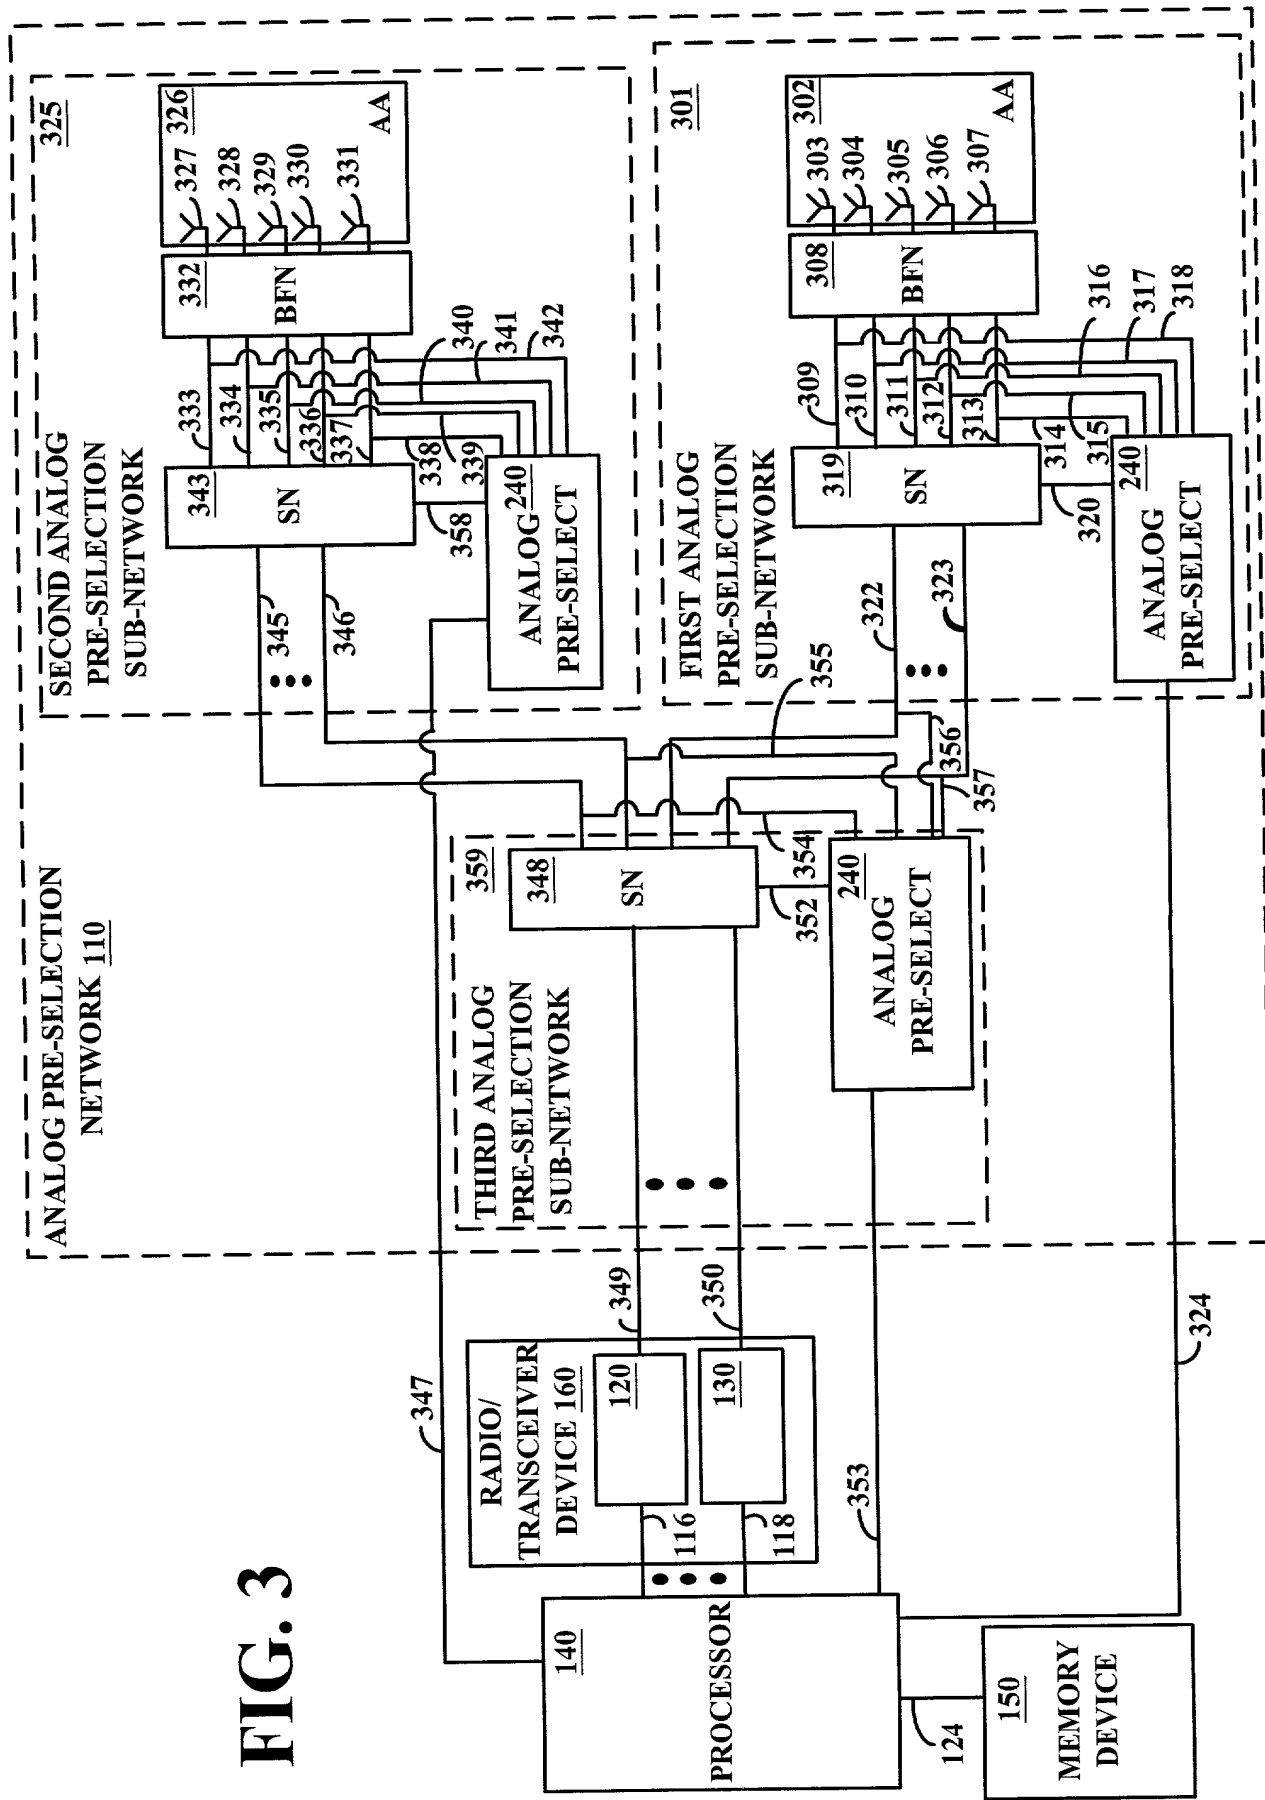 FIG. 3
ANALOG PRE-SELECTION
NETWORK 110
SECOND ANALOG
PRE-SELECTION
SUB-NETWORK
325
326
AA
327
328
329
330
331
332
BFN
333
334
335
336
337
338
339
340
341
342
343
SN
358
240
ANALOG
PRE-SELECT
345
346
347
FIRST ANALOG
PRE-SELECTION
SUB-NETWORK
301
302
AA
303
304
305
306
307
308
BFN
309
310
311
312
313
314
315
316
317
318
319
SN
320
240
ANALOG
PRE-SELECT
322
323
324
THIRD ANALOG
PRE-SELECTION
SUB-NETWORK
359
348
SN
352
354
355
356
357
240
ANALOG
PRE-SELECT
349
350
353
RADIO/
TRANSCEIVER
DEVICE 160
120
130
116
118
140
PROCESSOR
124
150
MEMORY
DEVICE